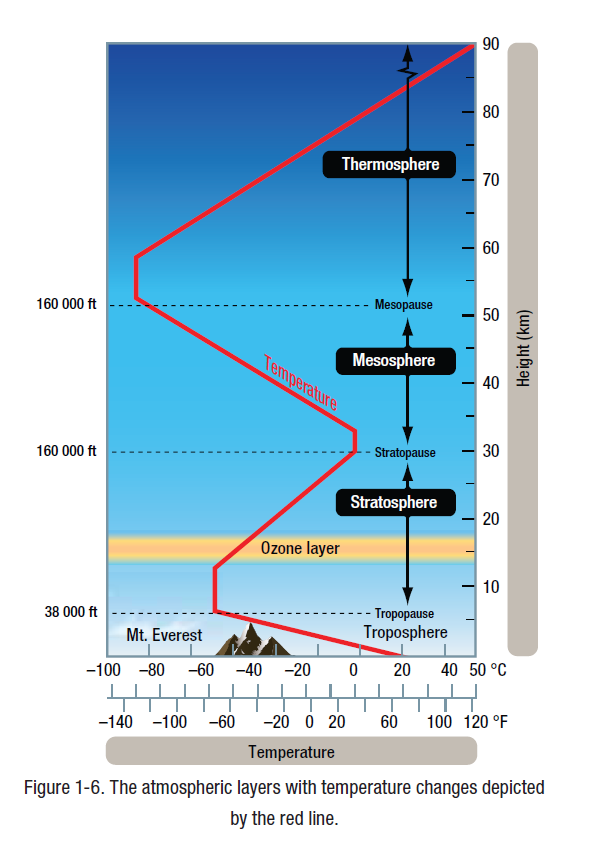 90
80
Thermosphere
70
60
160 000 ft
Mesopause
50
Height (km)
Mesosphere
Temperature
40
160 000 ft
Stratopause
30
Stratosphere
20
Ozone layer
10
38 000 ft
Tropopause
Mt. Everest
Troposphere
–100 –80 –60 –40 –20 0 20 40 50 °C
–140 –100 –60 –20 0 20 60 100 120 °F
Temperature
Figure 1-6. The atmospheric layers with temperature changes depicted
by the red line.